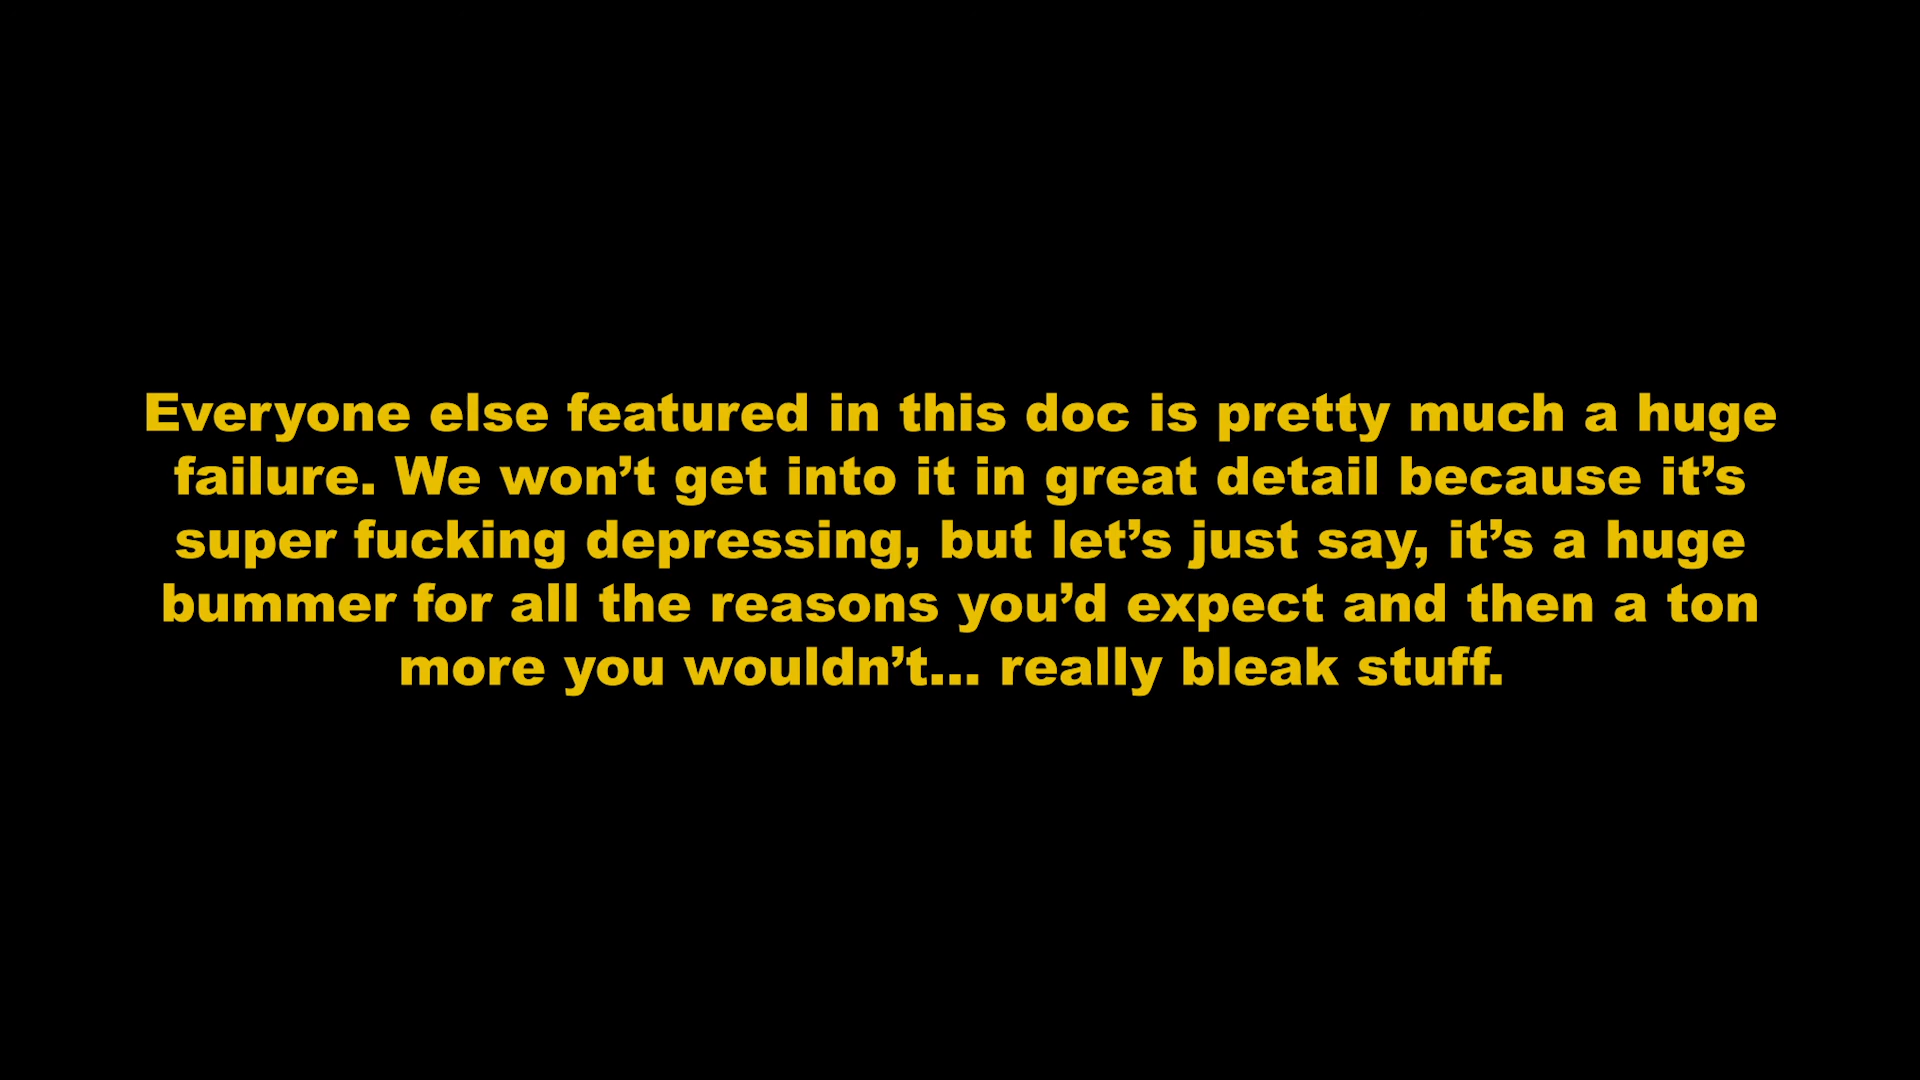 Everyone else featured in this doc is pretty much a huge
failure. We won’t get into it in great detail because it’s
super fucking depressing, but let’s just say, it’s a huge
bummer for all the reasons you’d expect and then a ton
more you wouldn’t... really bleak stuff.